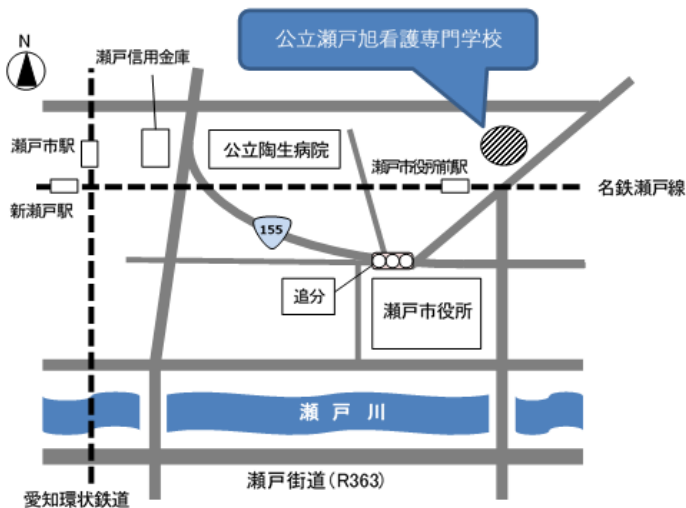 公立瀬戸旭看護専門学校
N
瀬戸信用金庫
瀬戸市駅
公立陶生病院
瀬戸市役所前駅
新瀬戸駅
名鉄瀬戸線
155
追分
瀬戸市役所
瀬戸川
瀬戸街道(R363)
愛知環状鉄道